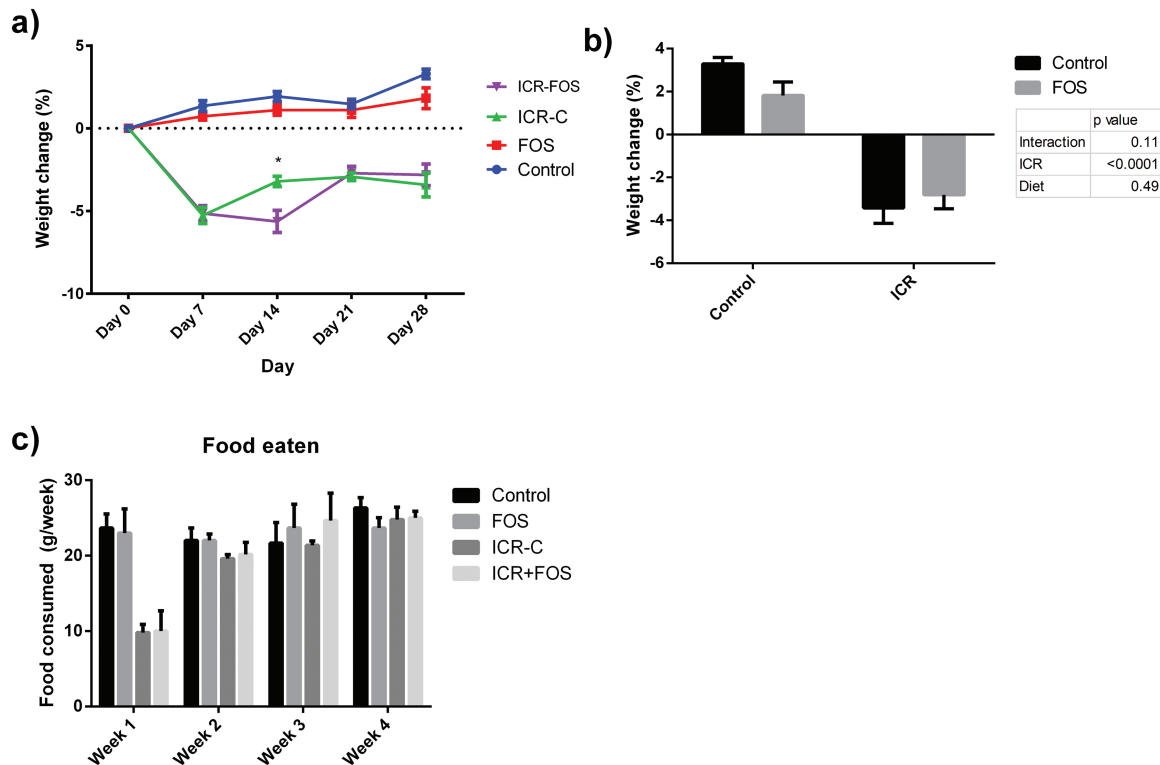 a)
Weight change (%)
5
0
-5
-10
*
Day 0
Day 7
Day 14
Day 21
Day 28
Day
ICR-FOS
ICR-C
FOS
Control
b)
Weight change (%)
4
2
0
-2
-4
-6
Control
ICR
Control
FOS
p value
Interaction 0.11
ICR <0.0001
Diet 0.49
c)
Food eaten
Food consumed (g/week)
30
20
10
0
Week 1
Week 2
Week 3
Week 4
Control
FOS
ICR-C
ICR+FOS